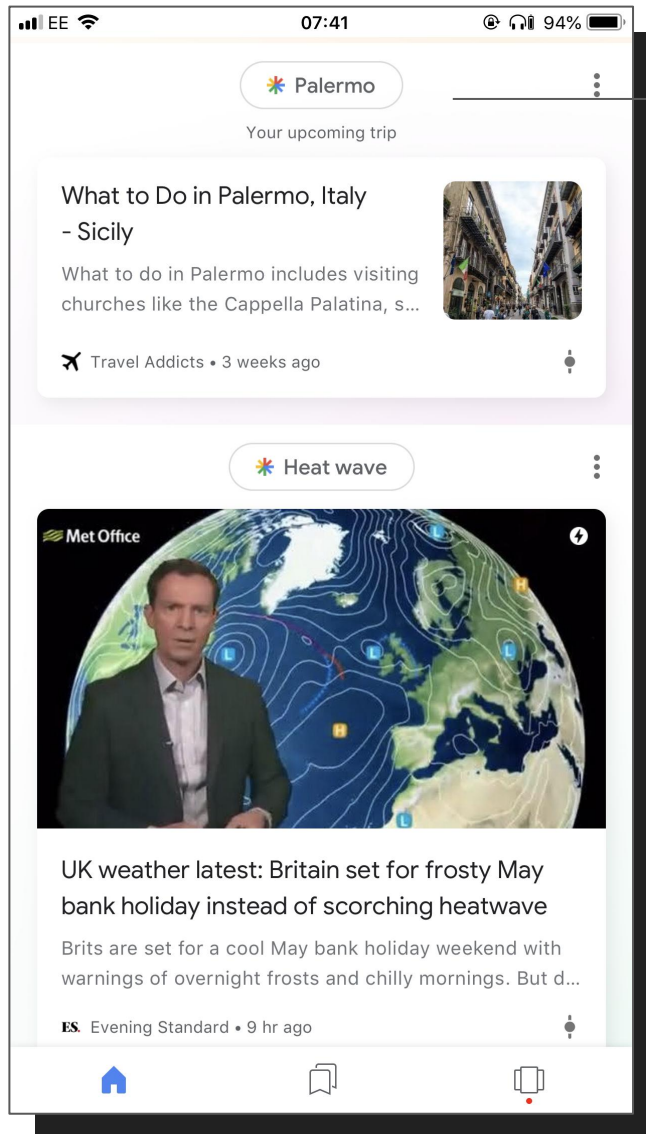 EE 07:41 94%
Palermo
Your upcoming trip
What to Do in Palermo, Italy
- Sicily
What to do in Palermo includes visiting
churches like the Cappella Palatina, s...
Travel Addicts • 3 weeks ago
Heat wave
Met Office
L
H
L
L
L
H
L
UK weather latest: Britain set for frosty May
bank holiday instead of scorching heatwave
Brits are set for a cool May bank holiday weekend with
warnings of overnight frosts and chilly mornings. But d...
ES. Evening Standard • 9 hr ago